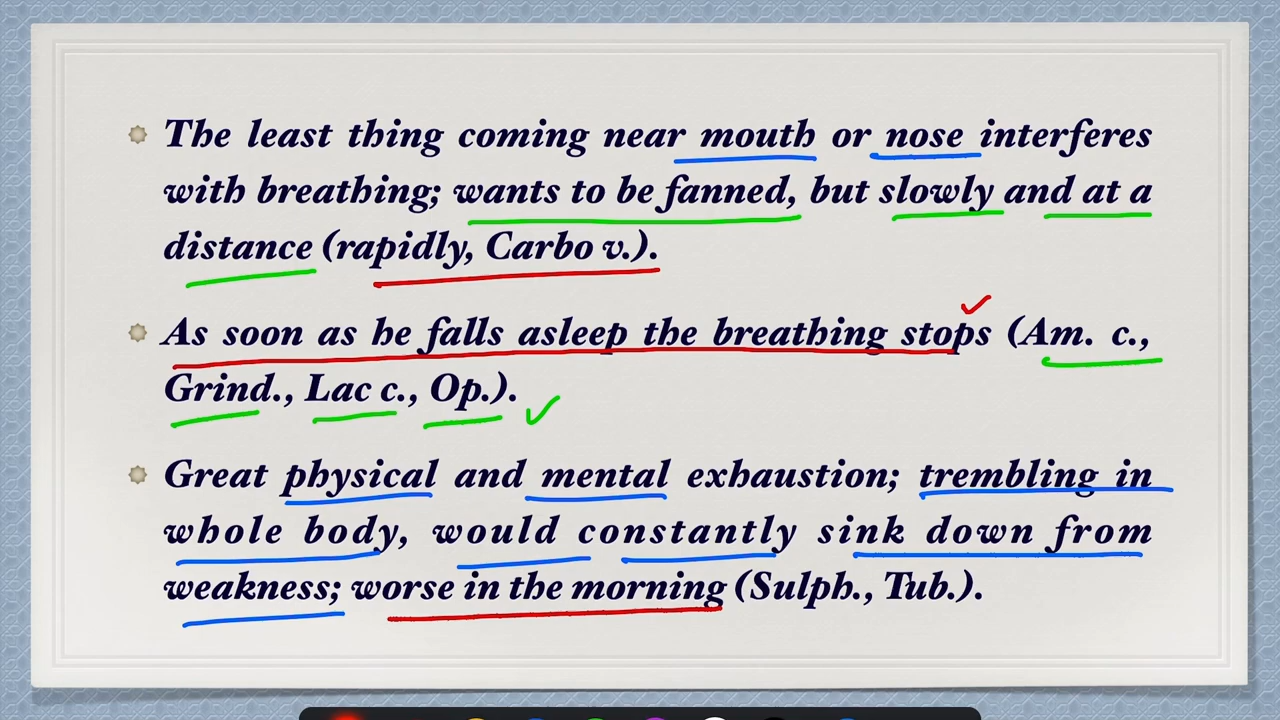 The least thing coming near mouth or nose interferes
with breathing; wants to be fanned, but slowly and at a
distance (rapidly, Carbo v.).
As soon as he falls asleep the breathing stops (Am. c.,
Grind., Lac c., Op.).
Great physical and mental exhaustion; trembling in
whole body, would constantly sink down from
weakness; worse in the morning (Sulph., Tub.).